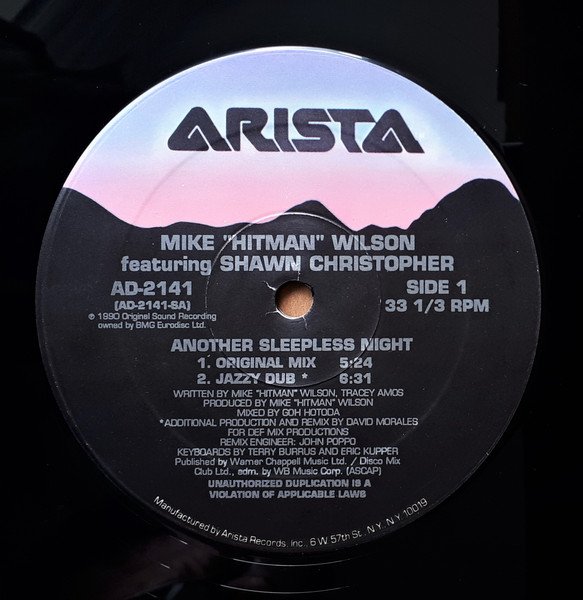 ARISTA
MIKE "HITMAN" WILSON
featuring SHAWN CHRISTOPHER
AD-2141
(AD-2141-SA)
℗ 1990 Original Sound Recording
owned by BMG Eurodisc Ltd.
SIDE 1
33 1/3 RPM
ANOTHER SLEEPLESS NIGHT
1. ORIGINAL MIX 5:24
2. JAZZY DUB * 6:31
WRITTEN BY MIKE "HITMAN" WILSON, TRACEY AMOS
PRODUCED BY MIKE "HITMAN" WILSON
MIXED BY GOH HOTODA
*ADDITIONAL PRODUCTION AND REMIX BY DAVID MORALES
FOR DEF MIX PRODUCTIONS
REMIX ENGINEER: JOHN POPPO
KEYBOARDS BY TERRY BURRUS AND ERIC KUPPER
Published by Warner Chappell Music Ltd. / Disco Mix
Club Ltd., adm. by WB Music Corp. (ASCAP)
UNAUTHORIZED DUPLICATION IS A
VIOLATION OF APPLICABLE LAWS
Manufactured by Arista Records, Inc., 6 W 57th St., N.Y. N.Y. 10019